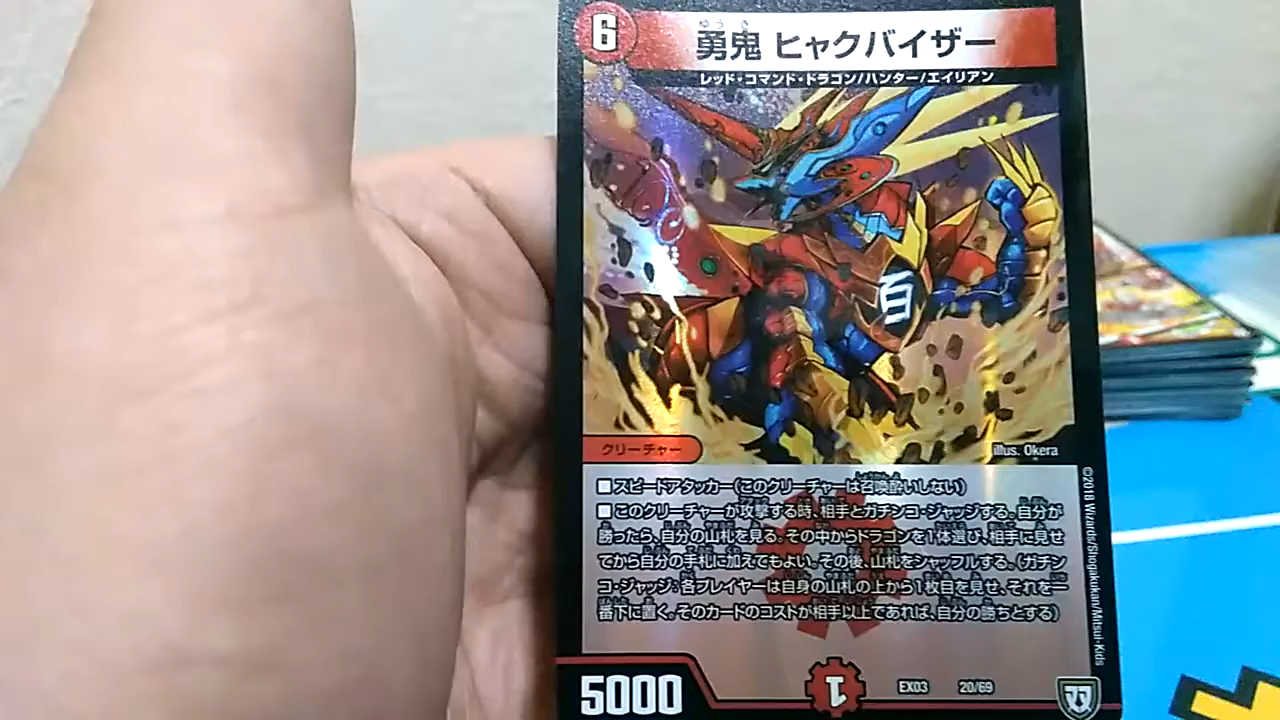 6
勇鬼 ヒャクバイザー
レッド・コマンド・ドラゴン/ハンター/エイリアン
百
クリーチャー
illus. Okera
■スピードアタッカー(このクリーチャーは召喚酔いしない)
■このクリーチャーが攻撃する時、相手とガチンコ・ジャッジする。自分が
勝ったら、自分の山札を見る。その中からドラゴンを1体選び、相手に見せ
てから自分の手札に加えてもよい。その後、山札をシャッフルする。(ガチン
コ・ジャッジ:各プレイヤーは自身の山札の上から1枚目を見せ、それを一
番下に置く。そのカードのコストが相手以上であれば、自分の勝ちとする)
©2018 Wizards/Shogakukan/Mitsui-Kids
5000
1
EX03 20/69